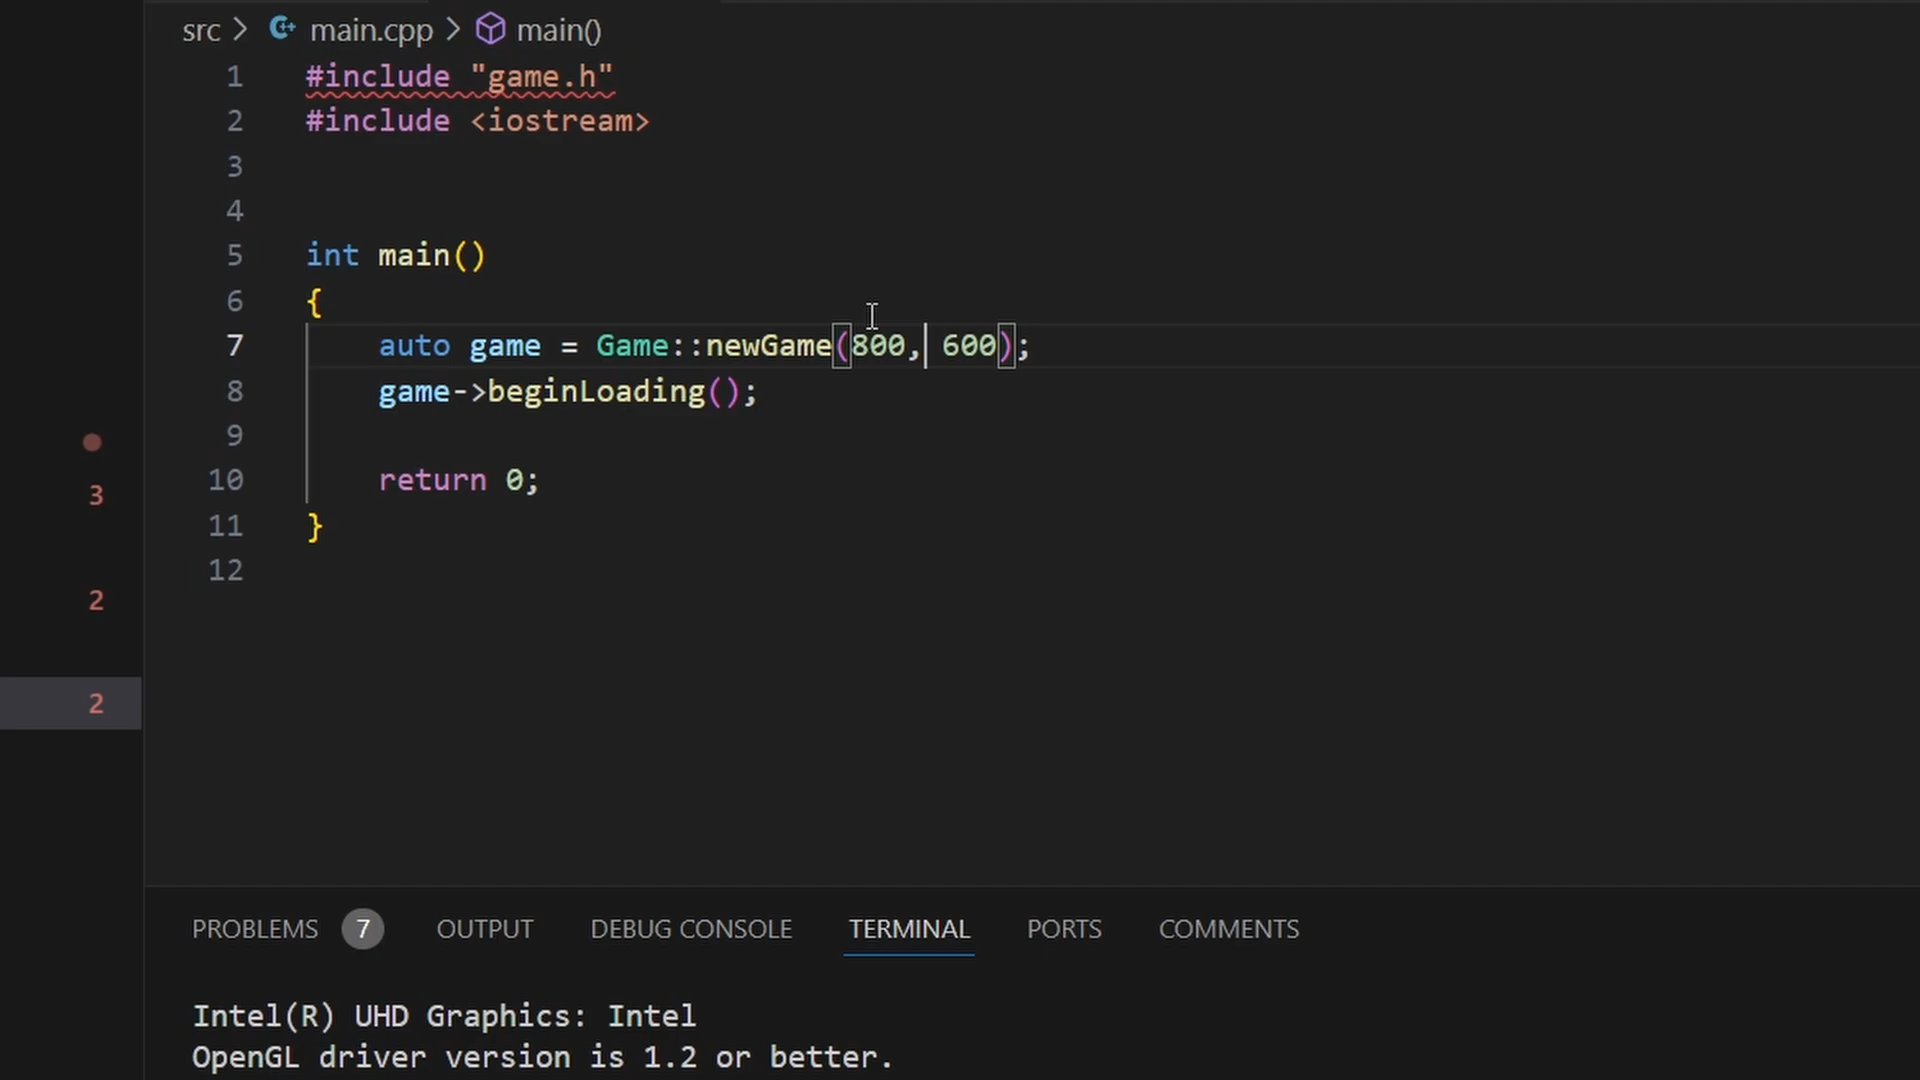 src > main.cpp > main()
1 #include "game.h"
2 #include <iostream>
3
4
5 int main()
6 {
7 auto game = Game::newGame(800, 600);
8 game->beginLoading();
9
10 return 0;
11 }
12
3
2
2
PROBLEMS 7 OUTPUT DEBUG CONSOLE TERMINAL PORTS COMMENTS
Intel(R) UHD Graphics: Intel
OpenGL driver version is 1.2 or better.